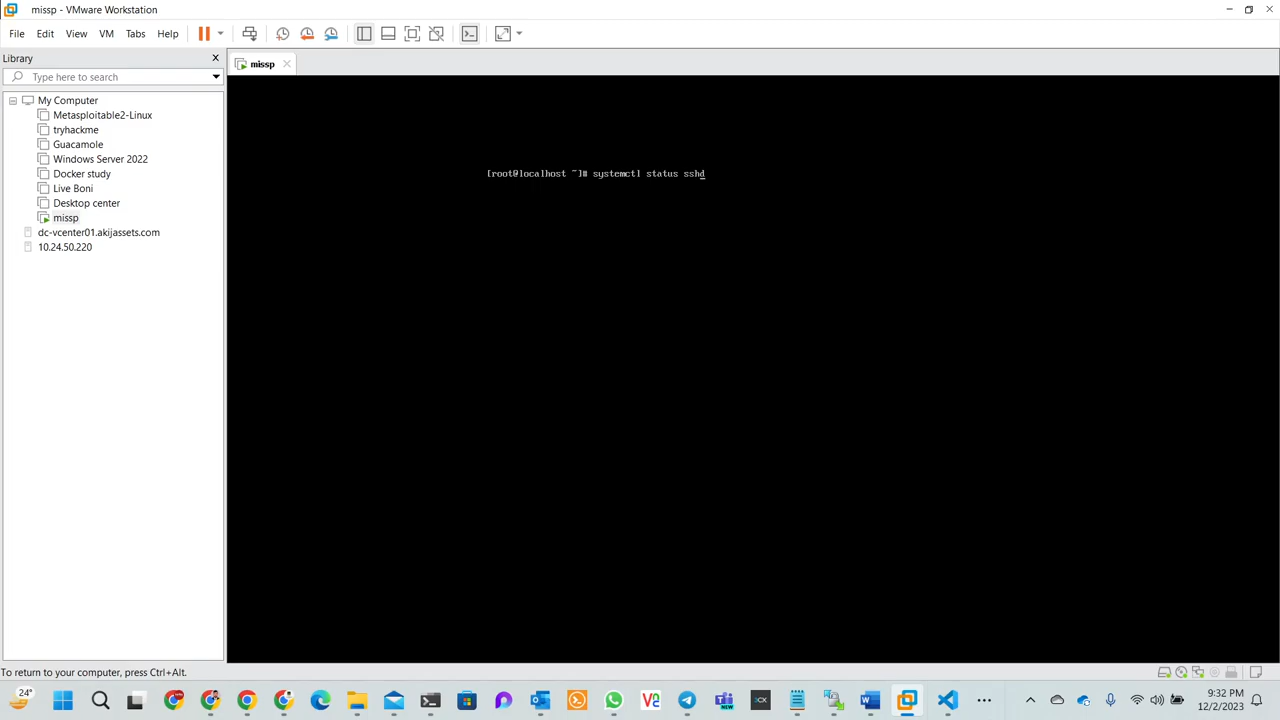 missp - VMware Workstation
File Edit View VM Tabs Help
Library
Type here to search
missp
My Computer
Metasploitable2-Linux
tryhackme
Guacamole
Windows Server 2022
Docker study
Live Boni
Desktop center
missp
dc-vcenter01.akijassets.com
10.24.50.220
[root@localhost ~]# systemctl status sshd
To return to your computer, press Ctrl+Alt.
24°
9:32 PM
12/2/2023